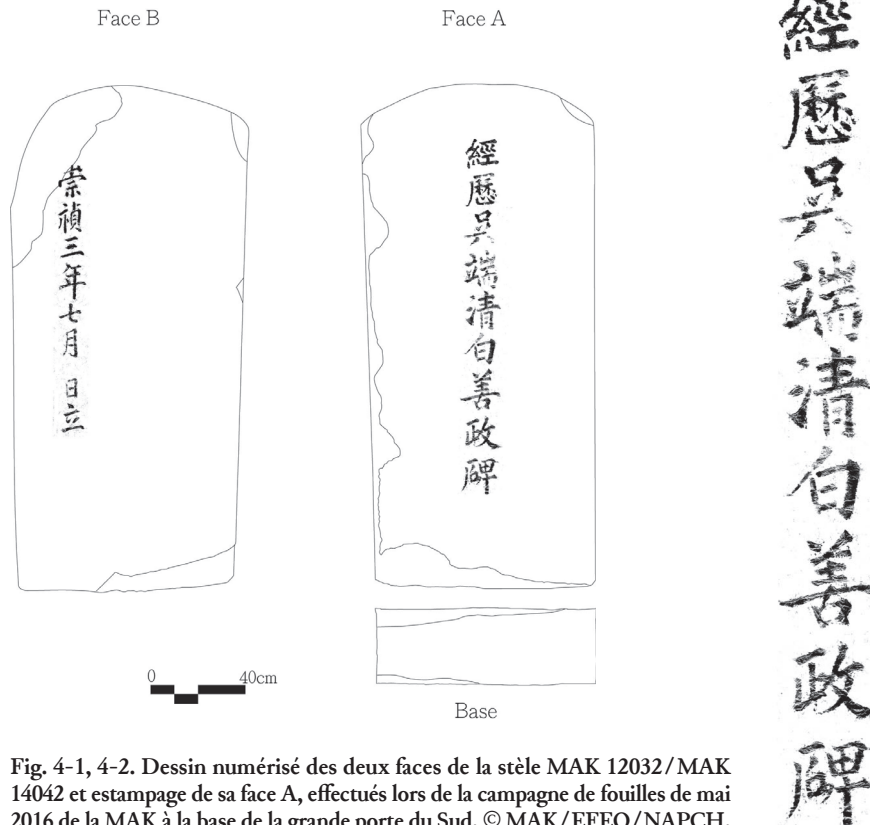 Face B
Face A
崇禎三年七月 日立
經歷吳端清白善政碑
0 40cm
Base
經歷吳端清白善政碑
Fig. 4-1, 4-2. Dessin numérisé des deux faces de la stèle MAK 12032/MAK
14042 et estampage de sa face A, effectués lors de la campagne de fouilles de mai
2016 de la MAK à la base de la grande porte du Sud. © MAK/EFEO/NAPCH.